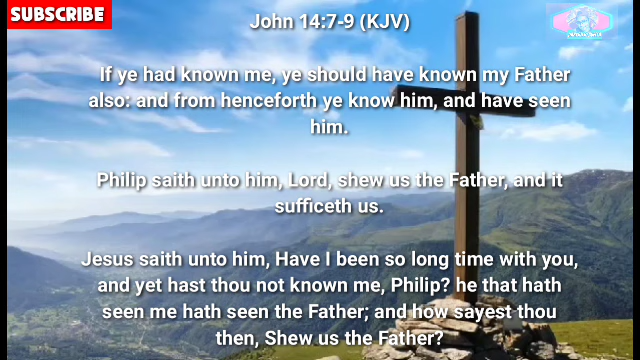 SUBSCRIBE
John 14:7-9 (KJV)
If ye had known me, ye should have known my Father
also: and from henceforth ye know him, and have seen
him.
Philip saith unto him, Lord, shew us the Father, and it
sufficeth us.
Jesus saith unto him, Have I been so long time with you,
and yet hast thou not known me, Philip? he that hath
seen me hath seen the Father; and how sayest thou
then, Shew us the Father?